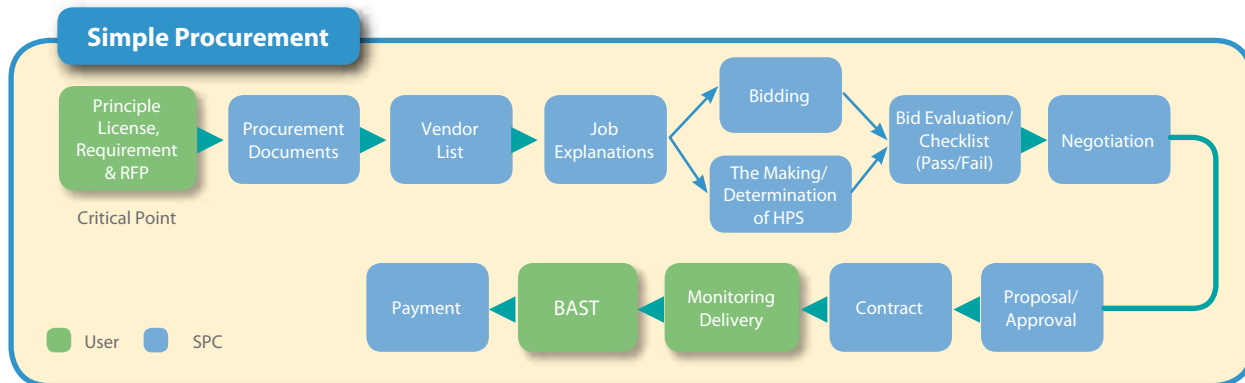 Simple Procurement
Principle
License,
Requirement
& RFP
Critical Point
Procurement
Documents
Vendor
List
Job
Explanations
Bidding
The Making/
Determination
of HPS
Bid Evaluation/
Checklist
(Pass/Fail)
Negotiation
Proposal/
Approval
Contract
Monitoring
Delivery
BAST
Payment
User
SPC